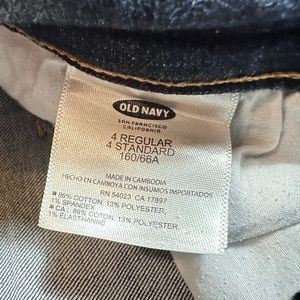 OLD NAVY
SAN FRANCISCO
CALIFORNIA
4 REGULAR
4 STANDARD
160/66A
MADE IN CAMBODIA
HECHO EN CAMBOYA CON INSUMOS IMPORTADOS
RN 54023 CA 17897
■ 86% COTTON, 13% POLYESTER,
1% SPANDEX
■ CA : 86% COTON, 13% POLYESTER,
1% ÉLASTHANNE